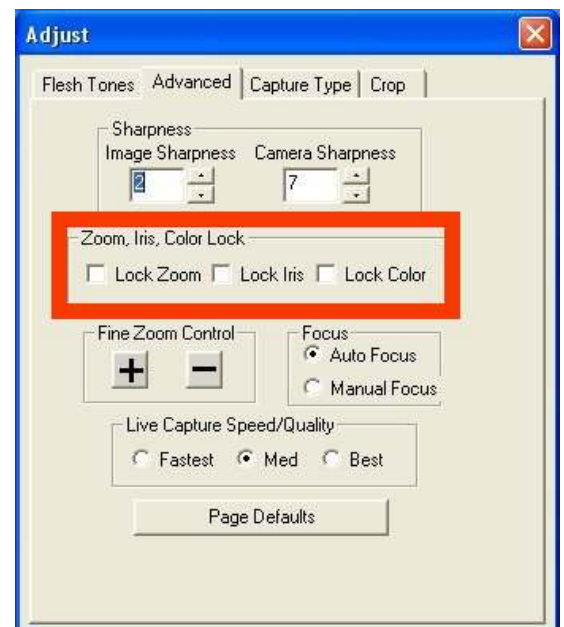 Adjust
Flesh Tones Advanced Capture Type Crop
Sharpness
Image Sharpness Camera Sharpness
2 7
Zoom, Iris, Color Lock
Lock Zoom Lock Iris Lock Color
Fine Zoom Control Focus
+ − Auto Focus
Manual Focus
Live Capture Speed/Quality
Fastest Med Best
Page Defaults